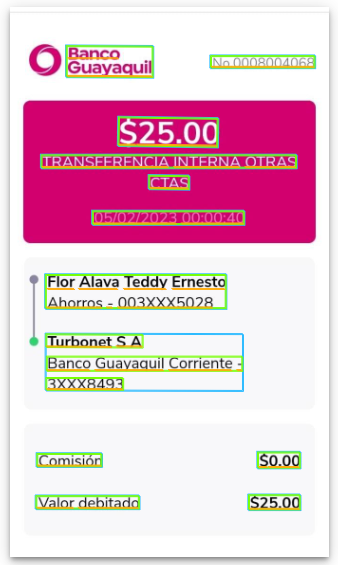 Banco
Guayaquil
No.0008004068
$25.00
TRANSFERENCIA INTERNA OTRAS
CTAS
05/02/2023 00:00:40
Flor Alava Teddy Ernesto
Ahorros - 003XXX5028
Turbonet S A
Banco Guayaquil Corriente -
3XXX8493
Comisión
$0.00
Valor debitado
$25.00